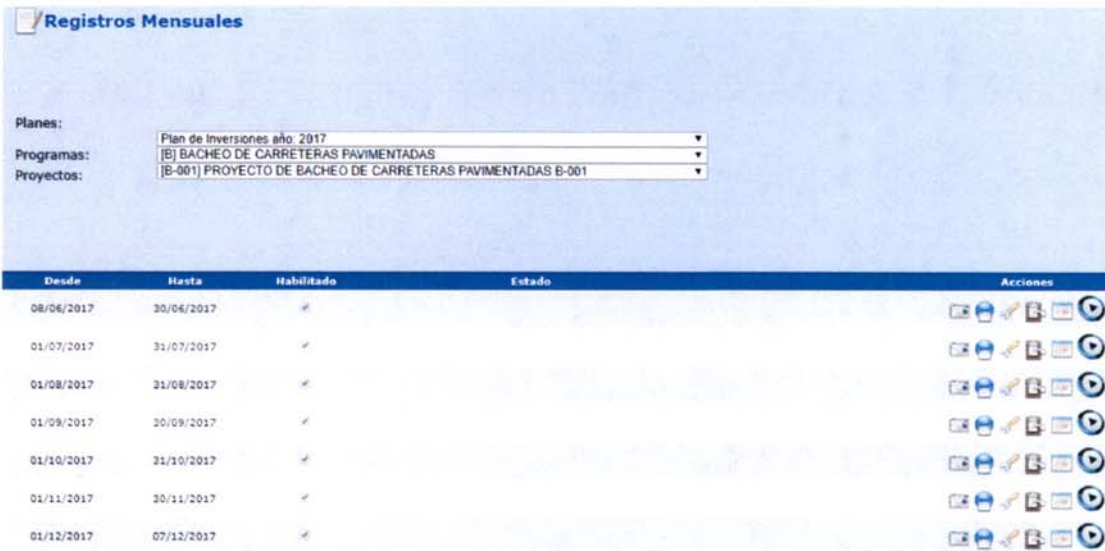 Registros Mensuales
Planes:
Plan de Inversiones año: 2017
Programas:
[B] BACHEO DE CARRETERAS PAVIMENTADAS
Proyectos:
[B-001] PROYECTO DE BACHEO DE CARRETERAS PAVIMENTADAS B-001
Desde Hasta Habilitado Estado Acciones
08/06/2017 30/06/2017
01/07/2017 31/07/2017
01/08/2017 31/08/2017
01/09/2017 30/09/2017
01/10/2017 31/10/2017
01/11/2017 30/11/2017
01/12/2017 07/12/2017